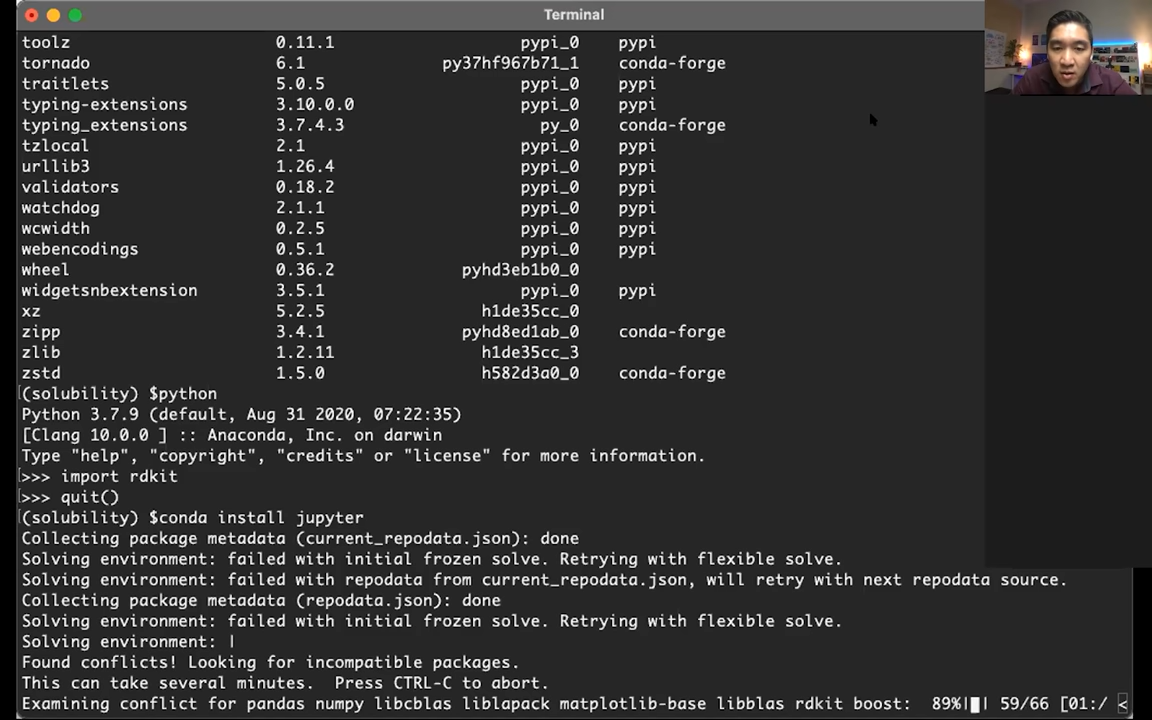 Terminal
toolz 0.11.1 pypi_0 pypi
tornado 6.1 py37hf967b71_1 conda-forge
traitlets 5.0.5 pypi_0 pypi
typing-extensions 3.10.0.0 pypi_0 pypi
typing_extensions 3.7.4.3 py_0 conda-forge
tzlocal 2.1 pypi_0 pypi
urllib3 1.26.4 pypi_0 pypi
validators 0.18.2 pypi_0 pypi
watchdog 2.1.1 pypi_0 pypi
wcwidth 0.2.5 pypi_0 pypi
webencodings 0.5.1 pypi_0 pypi
wheel 0.36.2 pyhd3eb1b0_0
widgetsnbextension 3.5.1 pypi_0 pypi
xz 5.2.5 h1de35cc_0
zipp 3.4.1 pyhd8ed1ab_0 conda-forge
zlib 1.2.11 h1de35cc_3
zstd 1.5.0 h582d3a0_0 conda-forge
[(solubility) $python
Python 3.7.9 (default, Aug 31 2020, 07:22:35)
[Clang 10.0.0 ] :: Anaconda, Inc. on darwin
Type "help", "copyright", "credits" or "license" for more information.
[>>> import rdkit
[>>> quit()
(solubility) $conda install jupyter
Collecting package metadata (current_repodata.json): done
Solving environment: failed with initial frozen solve. Retrying with flexible solve.
Solving environment: failed with repodata from current_repodata.json, will retry with next repodata source.
Collecting package metadata (repodata.json): done
Solving environment: failed with initial frozen solve. Retrying with flexible solve.
Solving environment: |
Found conflicts! Looking for incompatible packages.
This can take several minutes.  Press CTRL-C to abort.
Examining conflict for pandas numpy libcblas liblapack matplotlib-base libblas rdkit boost:  89%|█| 59/66 [01:/ <